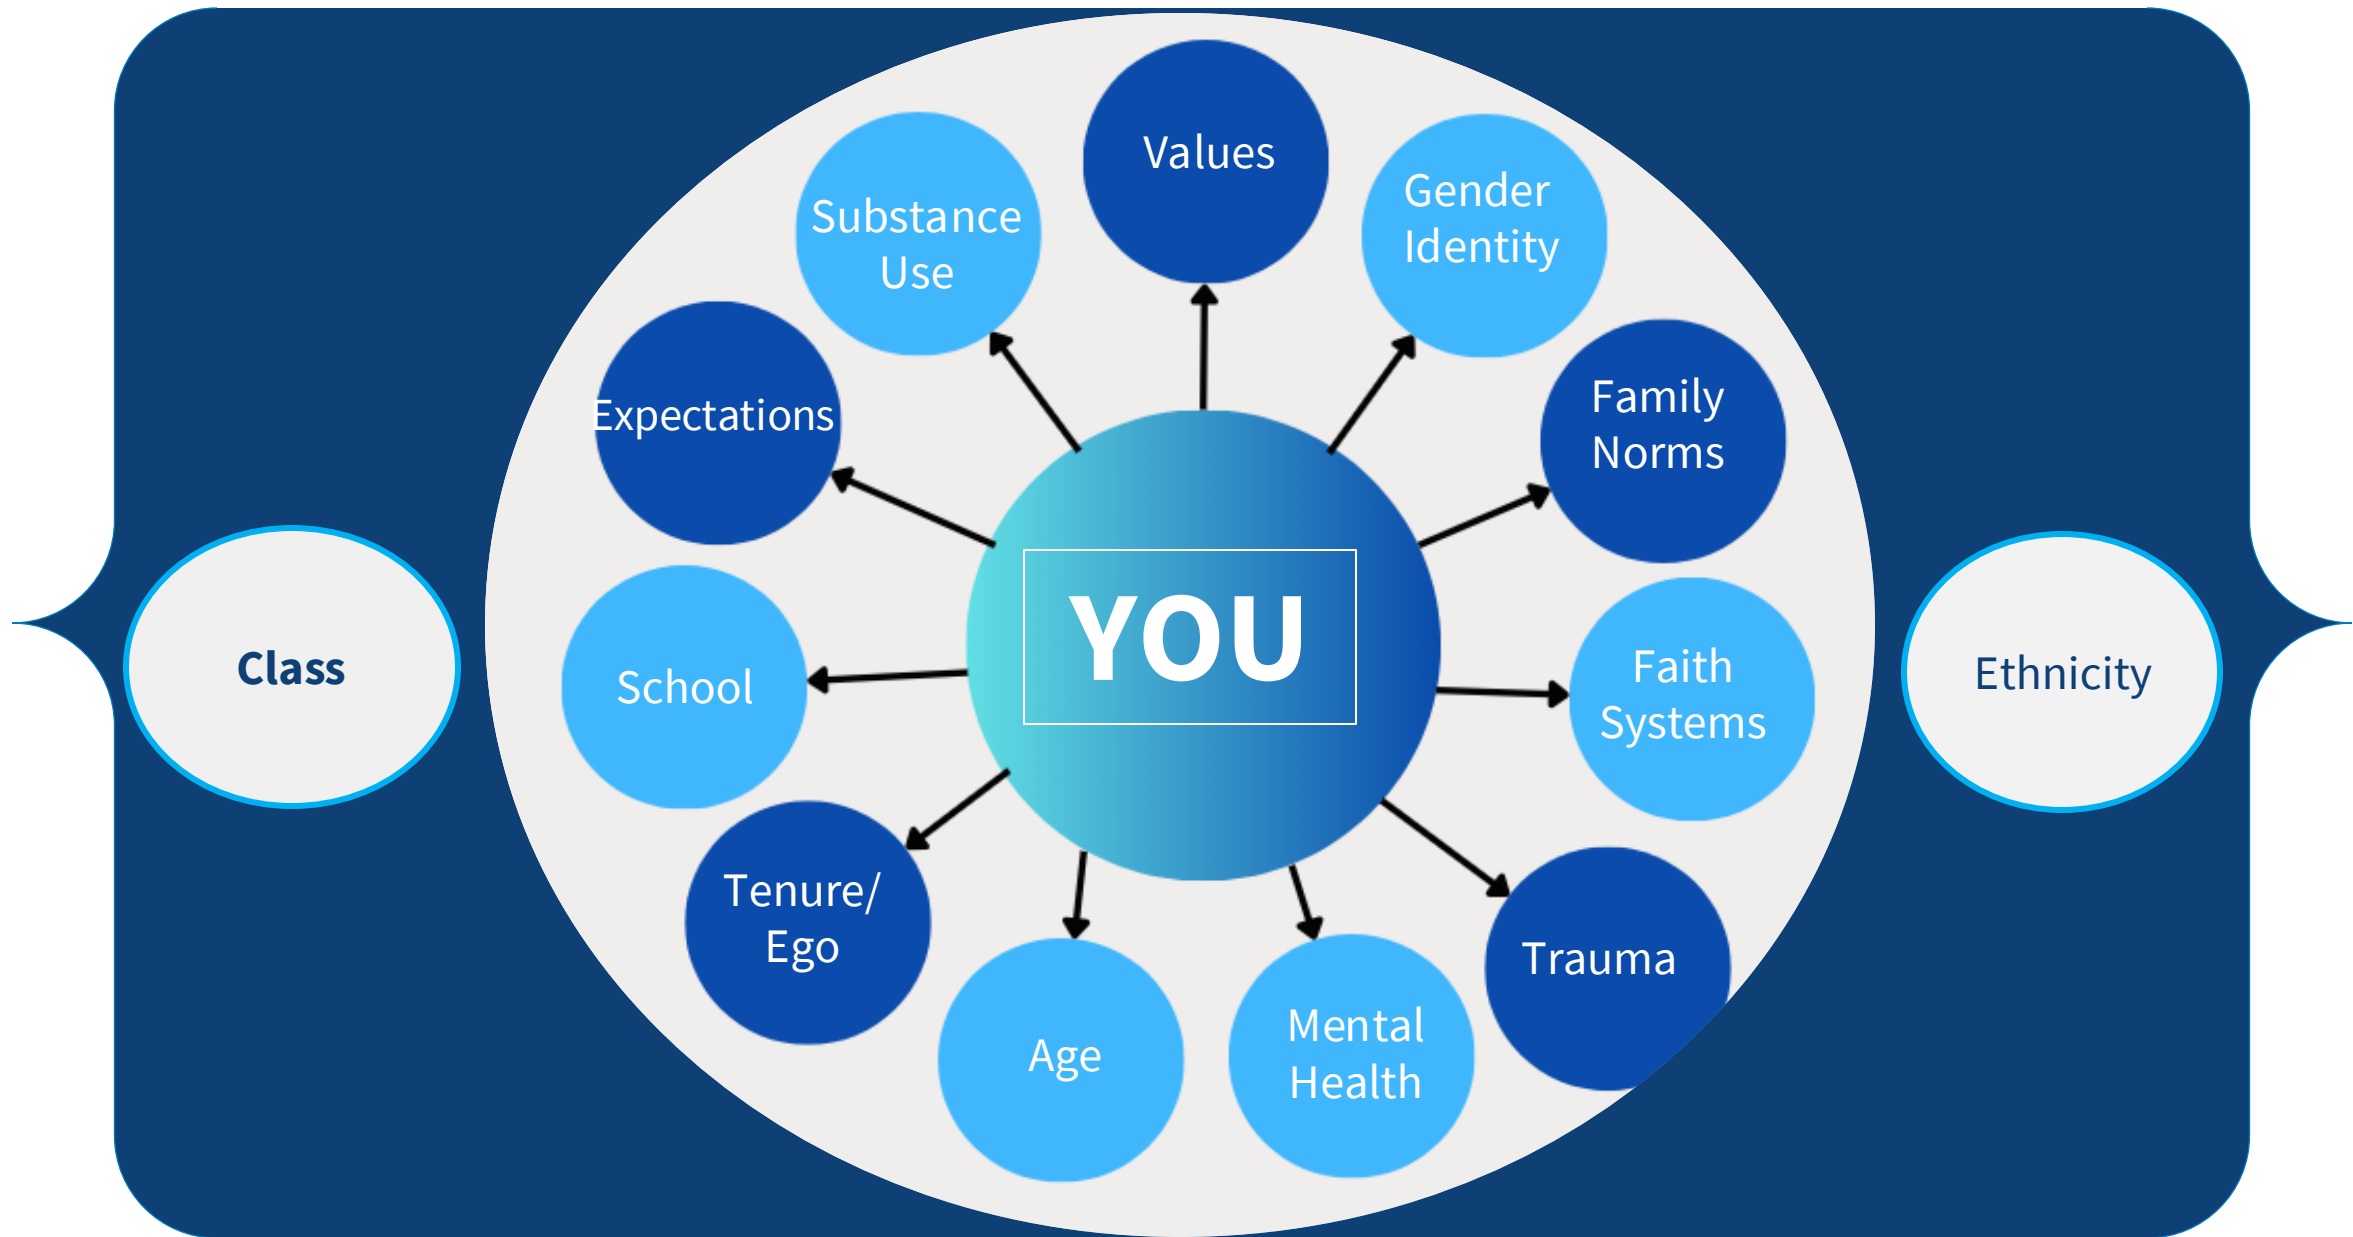 Values
Gender
Identity
Substance
Use
Family
Norms
Expectations
YOU
Class
School
Faith
Systems
Ethnicity
Tenure/
Ego
Trauma
Age
Mental
Health